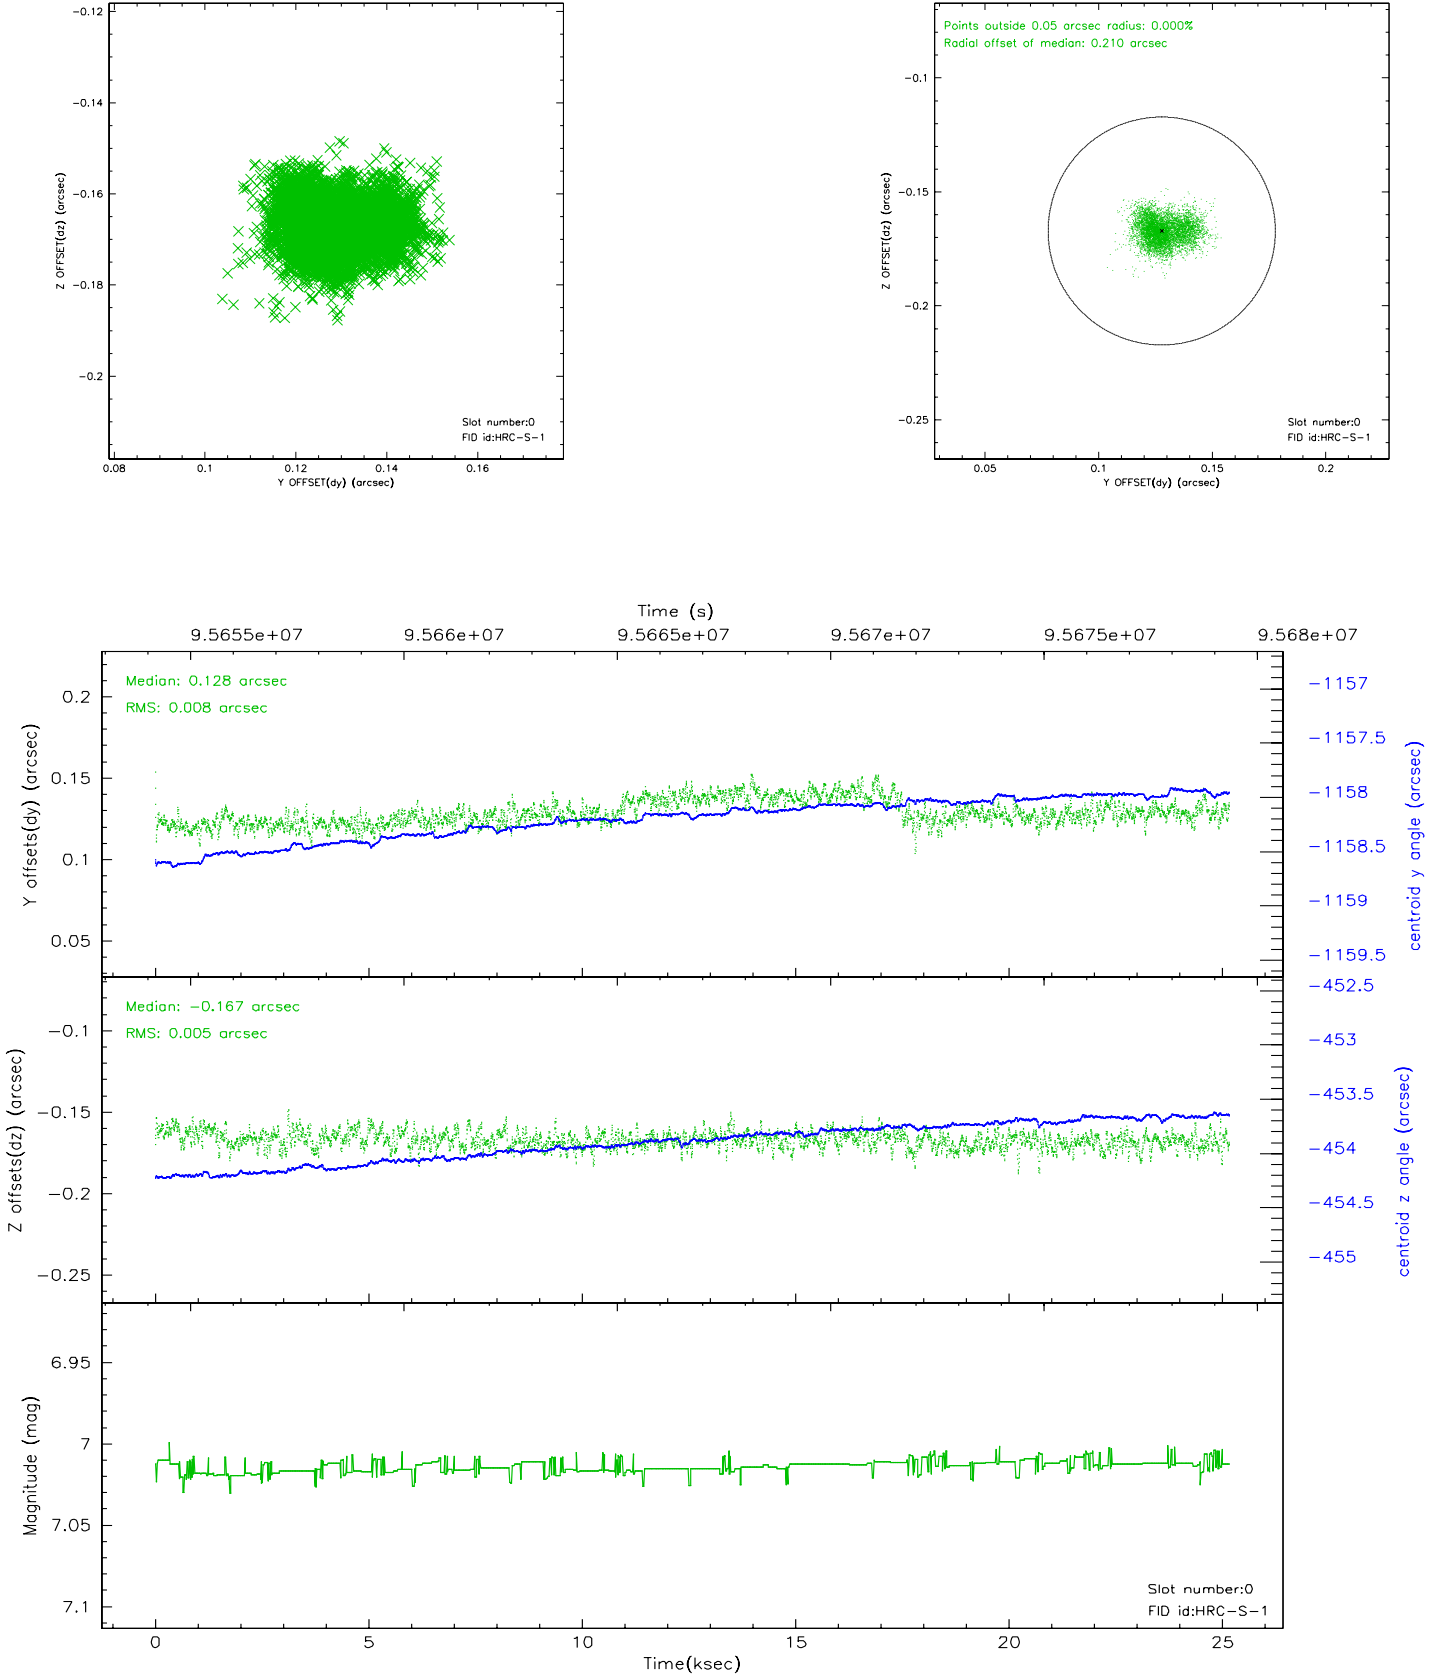 -0.12
-0.14
-0.16
-0.18
-0.2
Z OFFSET(dz) (arcsec)
Slot number:0
FID id:HRC-S-1
0.08 0.1 0.12 0.14 0.16
Y OFFSET(dy) (arcsec)
Points outside 0.05 arcsec radius: 0.000%
Radial offset of median: 0.210 arcsec
-0.1
-0.15
-0.2
-0.25
Z OFFSET(dz) (arcsec)
Slot number:0
FID id:HRC-S-1
0.05 0.1 0.15 0.2
Y OFFSET(dy) (arcsec)
Time (s)
9.5655e+07 9.566e+07 9.5665e+07 9.567e+07 9.5675e+07 9.568e+07
Median: 0.128 arcsec
RMS: 0.008 arcsec
0.2
0.15
0.1
0.05
Y offsets(dy) (arcsec)
-1157
-1157.5
-1158
-1158.5
-1159
-1159.5
centroid y angle (arcsec)
Median: -0.167 arcsec
RMS: 0.005 arcsec
-0.1
-0.15
-0.2
-0.25
Z offsets(dz) (arcsec)
-452.5
-453
-453.5
-454
-454.5
-455
centroid z angle (arcsec)
6.95
7
7.05
7.1
Magnitude (mag)
Slot number:0
FID id:HRC-S-1
0 5 10 15 20 25
Time(ksec)